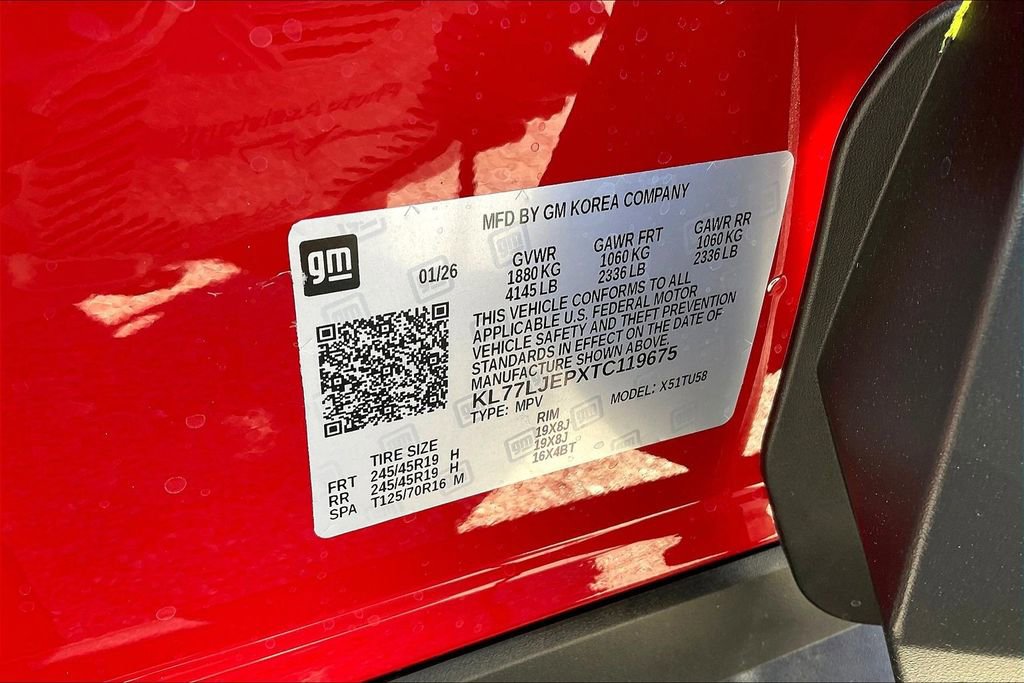 MFD BY GM KOREA COMPANY
gm
01/26
GVWR GAWR FRT GAWR RR
1880 KG 1060 KG 1060 KG
4145 LB 2336 LB 2336 LB
THIS VEHICLE CONFORMS TO ALL
APPLICABLE U.S. FEDERAL MOTOR
VEHICLE SAFETY AND THEFT PREVENTION
STANDARDS IN EFFECT ON THE DATE OF
MANUFACTURE SHOWN ABOVE.
KL77LJEPXTC119675
TYPE: MPV MODEL: X51TU58
TIRE SIZE RIM
FRT 245/45R19 H 19X8J
RR 245/45R19 H 19X8J
SPA T125/70R16 M 16X4BT